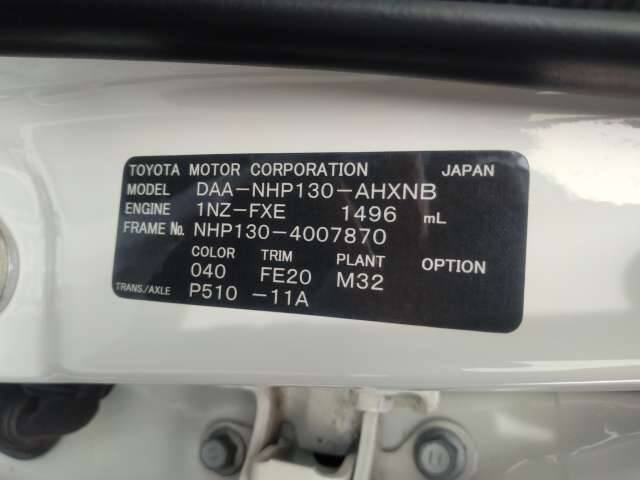 TOYOTA MOTOR CORPORATION JAPAN
MODEL DAA-NHP130-AHXNB
ENGINE 1NZ-FXE 1496 mL
FRAME No. NHP130-4007870
COLOR TRIM PLANT OPTION
040 FE20 M32
TRANS./AXLE P510 -11A